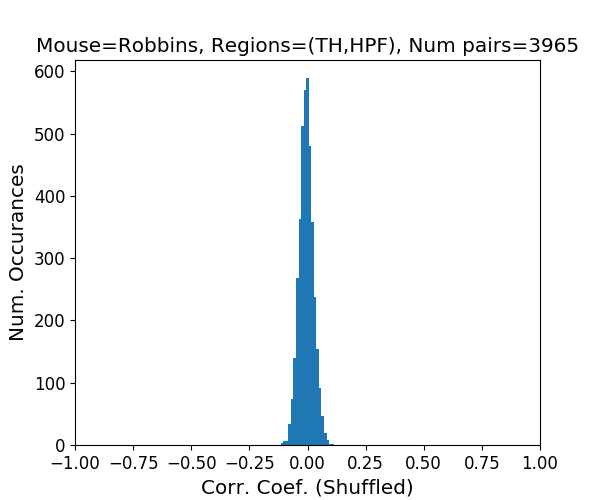 Mouse=Robbins, Regions=(TH,HPF), Num pairs=3965
600
500
400
300
200
100
0
Num. Occurances
−1.00 −0.75 −0.50 −0.25 0.00 0.25 0.50 0.75 1.00
Corr. Coef. (Shuffled)